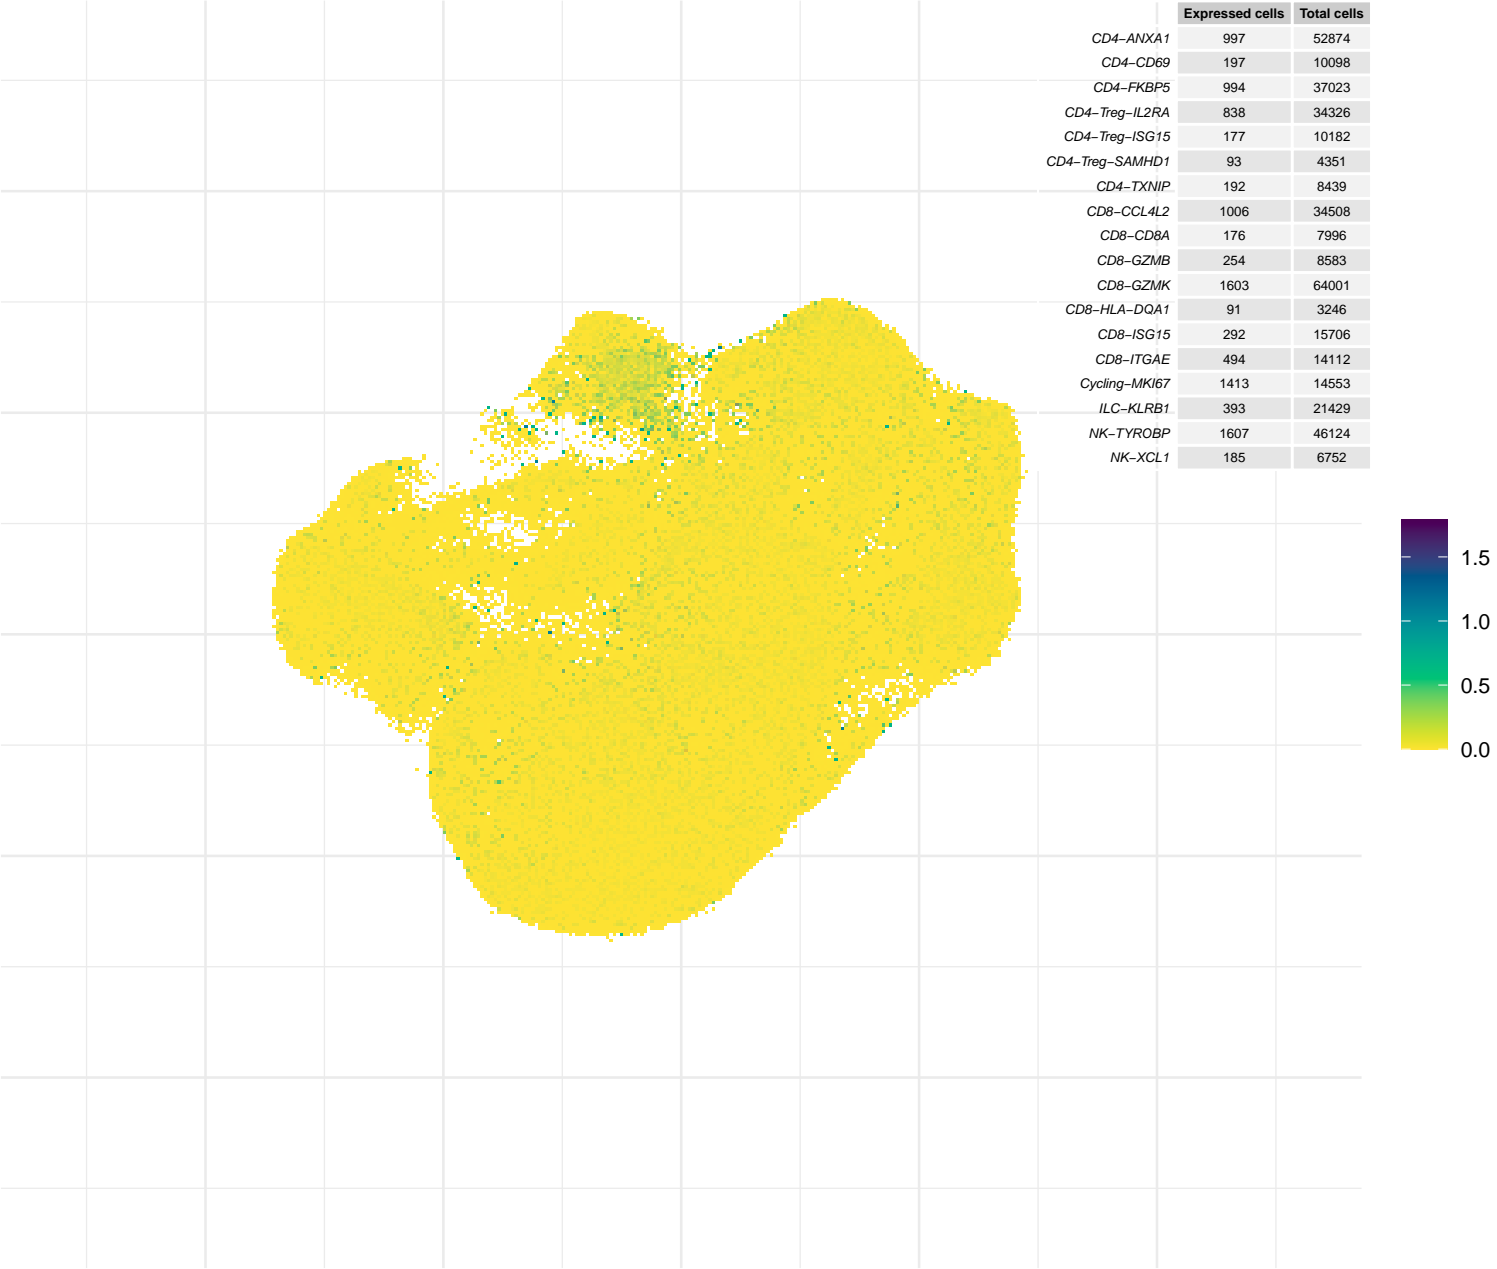 Expressed cells Total cells
CD4−ANXA1 997 52874
CD4−CD69 197 10098
CD4−FKBP5 994 37023
CD4−Treg−IL2RA 838 34326
CD4−Treg−ISG15 177 10182
CD4−Treg−SAMHD1 93 4351
CD4−TXNIP 192 8439
CD8−CCL4L2 1006 34508
CD8−CD8A 176 7996
CD8−GZMB 254 8583
CD8−GZMK 1603 64001
CD8−HLA−DQA1 91 3246
CD8−ISG15 292 15706
CD8−ITGAE 494 14112
Cycling−MKI67 1413 14553
ILC−KLRB1 393 21429
NK−TYROBP 1607 46124
NK−XCL1 185 6752
1.5
1.0
0.5
0.0